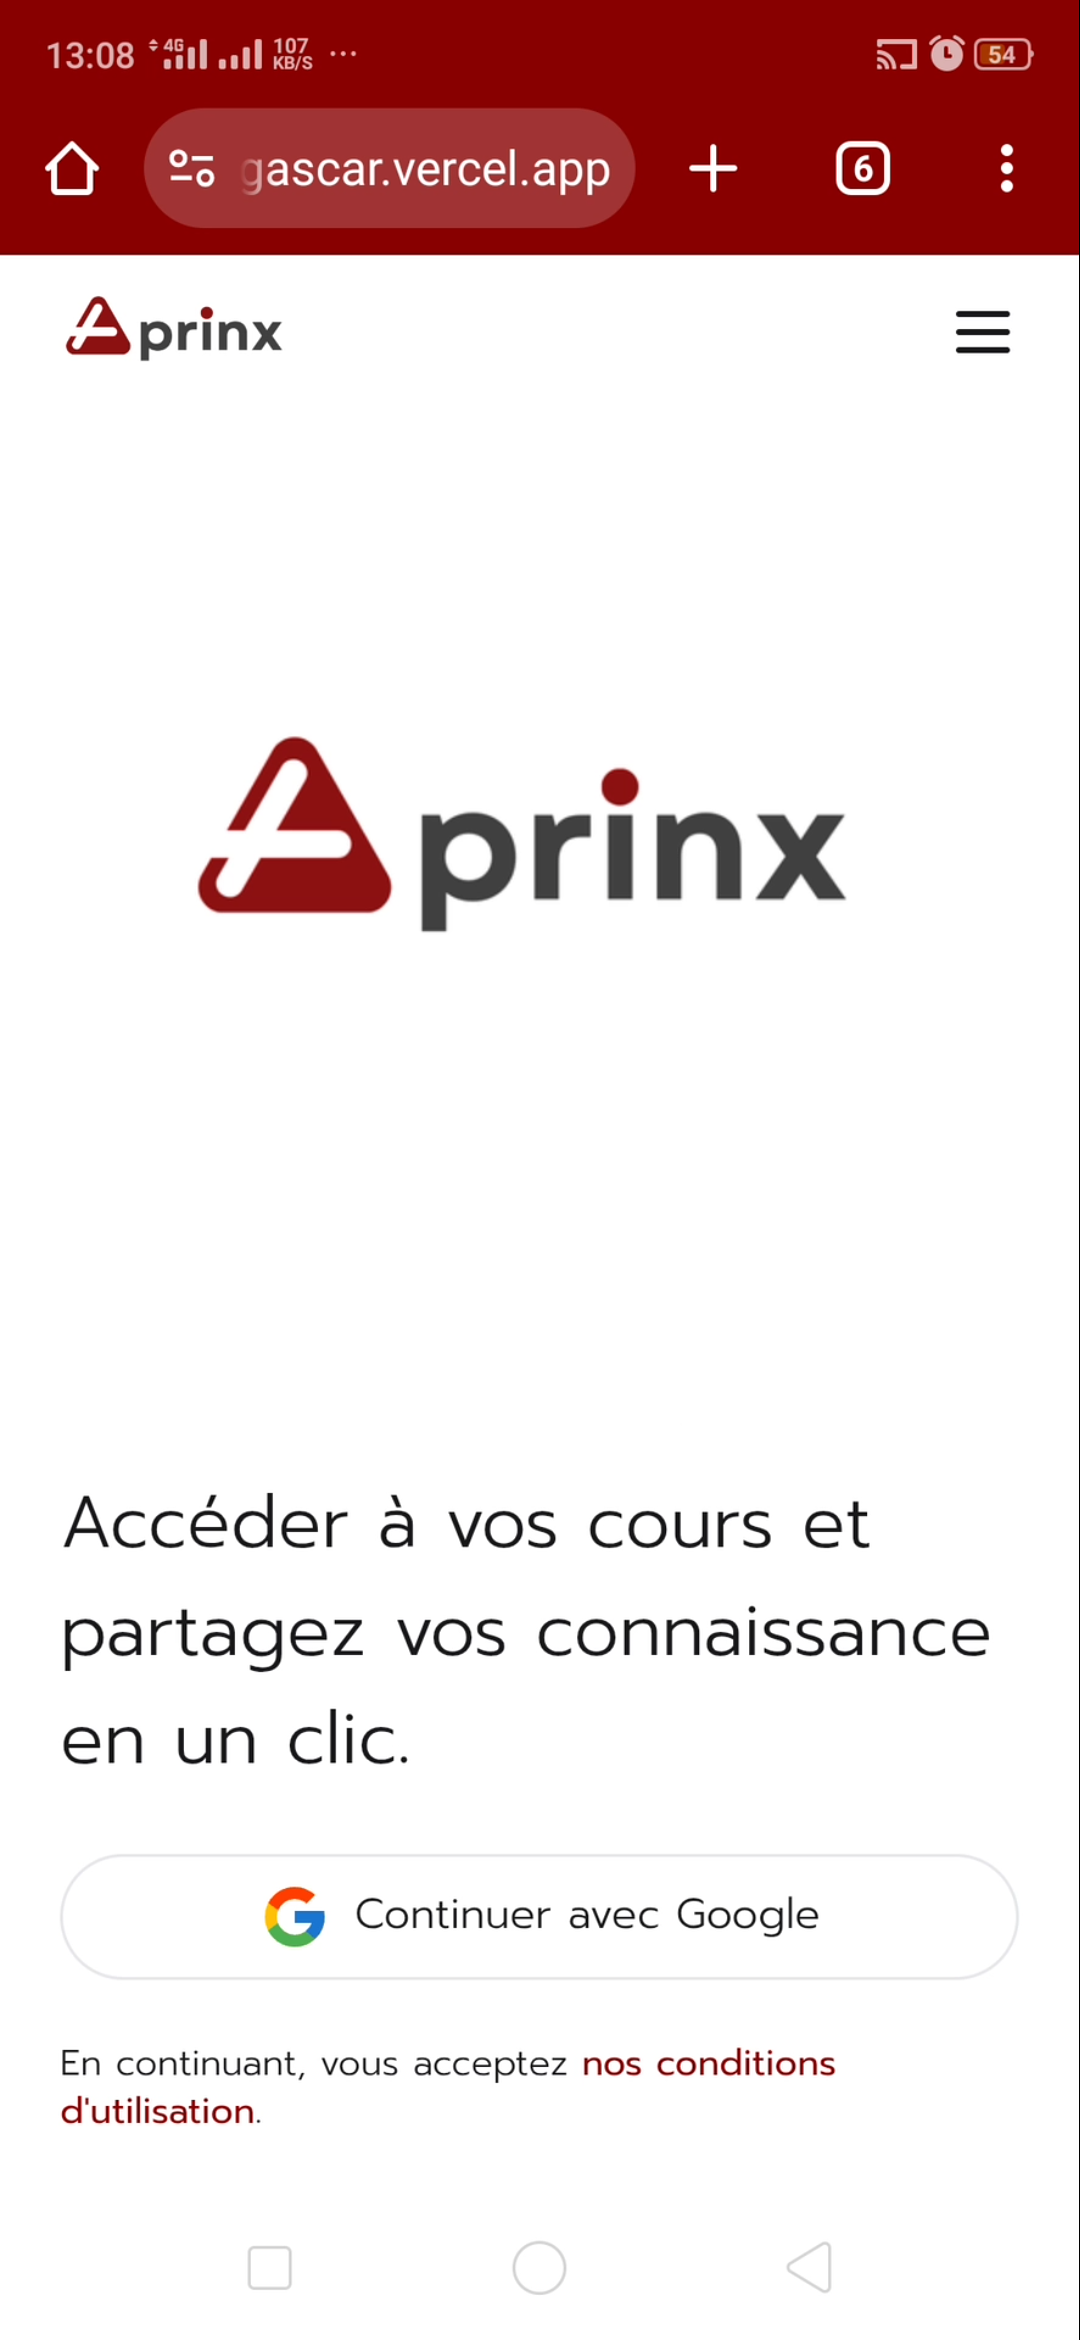 13:08 4G 107 KB/S ... 54
gascar.vercel.app 6
prinx
prinx
Accéder à vos cours et
partagez vos connaissance
en un clic.
Continuer avec Google
En continuant, vous acceptez nos conditions
d'utilisation.